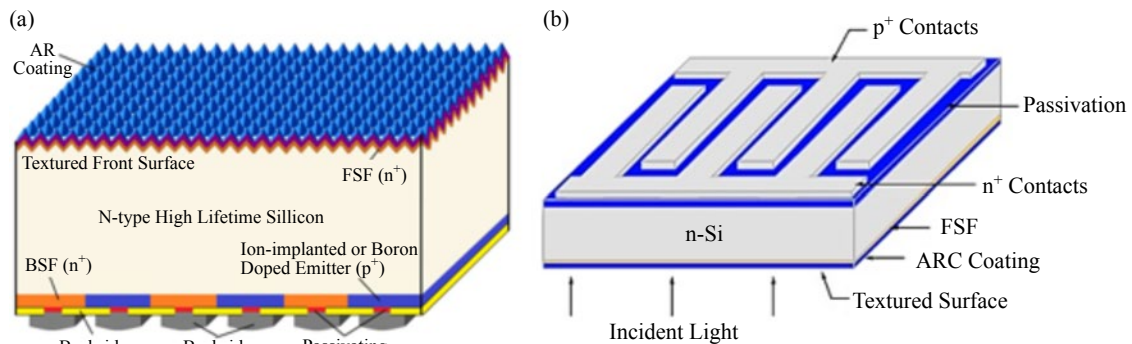 (a)
AR
Coating
Textured Front Surface
FSF (n+)
N-type High Lifetime Sillicon
BSF (n+)
Ion-implanted or Boron
Doped Emitter (p+)
(b)
p+ Contacts
Passivation
n+ Contacts
n-Si
FSF
ARC Coating
Textured Surface
Incident Light